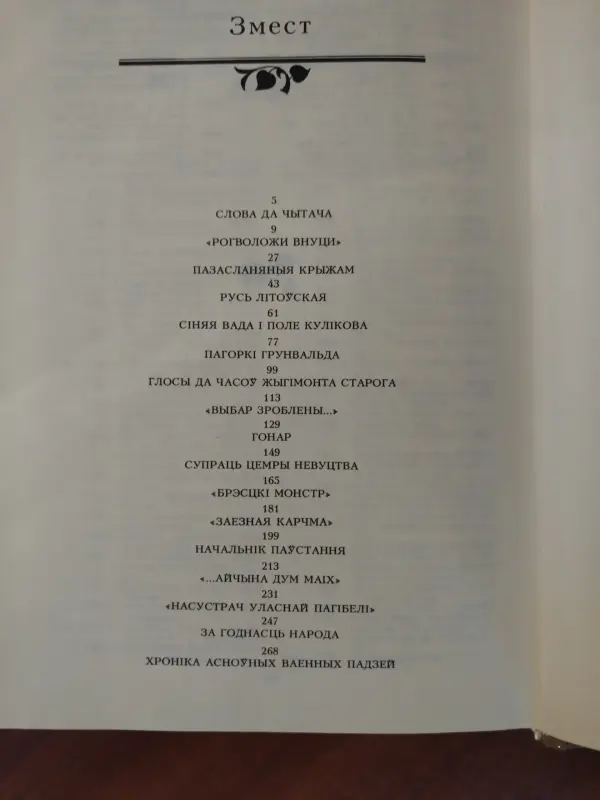 Змест
5
СЛОВА ДА ЧЫТАЧА
9
«РОГВОЛОЖИ ВНУЦИ»
27
ПАЗАСЛАНЯНЫЯ КРЫЖАМ
43
РУСЬ ЛІТОЎСКАЯ
61
СІНЯЯ ВАДА І ПОЛЕ КУЛІКОВА
77
ПАГОРКІ ГРУНВАЛЬДА
99
ГЛОСЫ ДА ЧАСОЎ ЖЫГІМОНТА СТАРОГА
113
«ВЫБАР ЗРОБЛЕНЫ...»
129
ГОНАР
149
СУПРАЦЬ ЦЕМРЫ НЕВУЦТВА
165
«БРЭСЦКІ МОНСТР»
181
«ЗАЕЗНАЯ КАРЧМА»
199
НАЧАЛЬНІК ПАЎСТАННЯ
213
«...АЙЧЫНА ДУМ МАІХ»
231
«НАСУСТРАЧ УЛАСНАЙ ПАГІБЕЛІ»
247
ЗА ГОДНАСЦЬ НАРОДА
268
ХРОНІКА АСНОЎНЫХ ВАЕННЫХ ПАДЗЕЙ